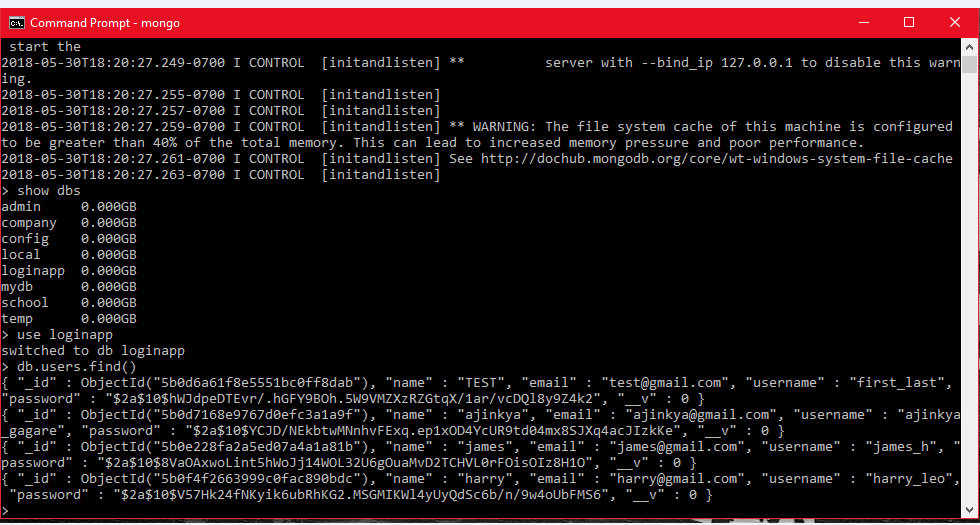 Command Prompt - mongo
start the
2018-05-30T18:20:27.249-0700 I CONTROL  [initandlisten] **          server with --bind_ip 127.0.0.1 to disable this warn
ing.
2018-05-30T18:20:27.255-0700 I CONTROL  [initandlisten]
2018-05-30T18:20:27.257-0700 I CONTROL  [initandlisten]
2018-05-30T18:20:27.259-0700 I CONTROL  [initandlisten] ** WARNING: The file system cache of this machine is configured
to be greater than 40% of the total memory. This can lead to increased memory pressure and poor performance.
2018-05-30T18:20:27.261-0700 I CONTROL  [initandlisten] See http://dochub.mongodb.org/core/wt-windows-system-file-cache
2018-05-30T18:20:27.263-0700 I CONTROL  [initandlisten]
> show dbs
admin     0.000GB
company   0.000GB
config    0.000GB
local     0.000GB
loginapp  0.000GB
mydb      0.000GB
school    0.000GB
temp      0.000GB
> use loginapp
switched to db loginapp
> db.users.find()
{ "_id" : ObjectId("5b0d6a61f8e5551bc0ff8dab"), "name" : "TEST", "email" : "test@gmail.com", "username" : "first_last",
"password" : "$2a$10$hWJdpeDTEvr/.hGFY9BOh.5W9VMZXzRZGtqX/1ar/vcDQl8y9Z4k2", "__v" : 0 }
{ "_id" : ObjectId("5b0d7168e9767d0efc3a1a9f"), "name" : "ajinkya", "email" : "ajinkya@gmail.com", "username" : "ajinkya
_gagare", "password" : "$2a$10$YCJD/NEkbtwMNnhvFExq.ep1xOD4YcUR9td04mx8SJXq4acJIzkKe", "__v" : 0 }
{ "_id" : ObjectId("5b0e228fa2a5ed07a4a1a81b"), "name" : "james", "email" : "james@gmail.com", "username" : "james_h", "
password" : "$2a$10$8VaOAxwoLint5hWoJj14WOL32U6gOuaMvD2TCHVL0rFOisOIz8H1O", "__v" : 0 }
{ "_id" : ObjectId("5b0f4f2663999c0fac890bdc"), "name" : "harry", "email" : "harry@gmail.com", "username" : "harry_leo",
"password" : "$2a$10$V57Hk24fNKyik6ubRhKG2.MSGMIKWl4yUyQdSc6b/n/9w4oUbFMS6", "__v" : 0 }
>